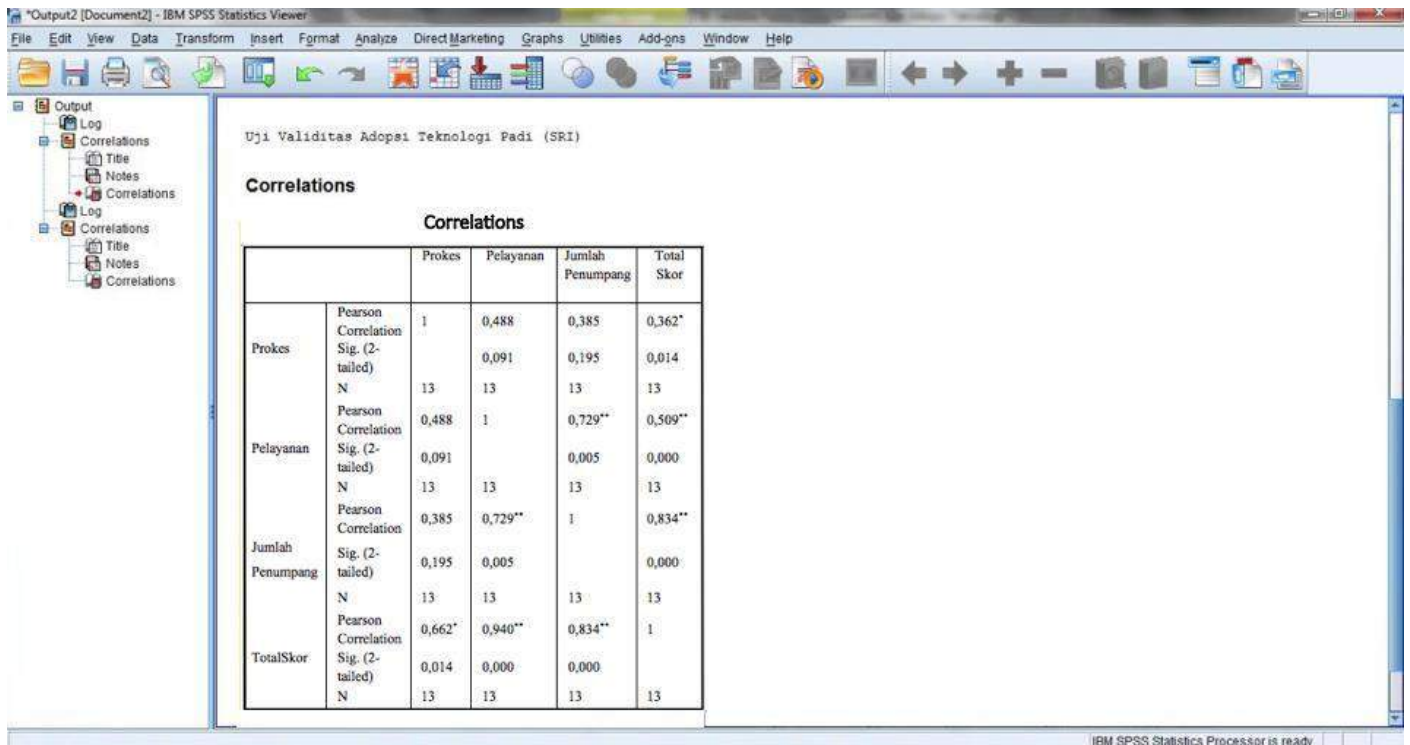 *Output2 [Document2] - IBM SPSS Statistics Viewer
File Edit View Data Transform Insert Format Analyze Direct Marketing Graphs Utilities Add-ons Window Help
Output
Log
Correlations
Title
Notes
Correlations
Log
Correlations
Title
Notes
Correlations
Uji Validitas Adopsi Teknologi Padi (SRI)
Correlations
Correlations
Prokes Pelayanan Jumlah Penumpang Total Skor
Prokes
Pearson Correlation 1 0,488 0,385 0,362*
Sig. (2-tailed) 0,091 0,195 0,014
N 13 13 13 13
Pelayanan
Pearson Correlation 0,488 1 0,729** 0,509**
Sig. (2-tailed) 0,091 0,005 0,000
N 13 13 13 13
Jumlah Penumpang
Pearson Correlation 0,385 0,729** 1 0,834**
Sig. (2-tailed) 0,195 0,005 0,000
N 13 13 13 13
TotalSkor
Pearson Correlation 0,662* 0,940** 0,834** 1
Sig. (2-tailed) 0,014 0,000 0,000
N 13 13 13 13
IBM SPSS Statistics Processor is ready